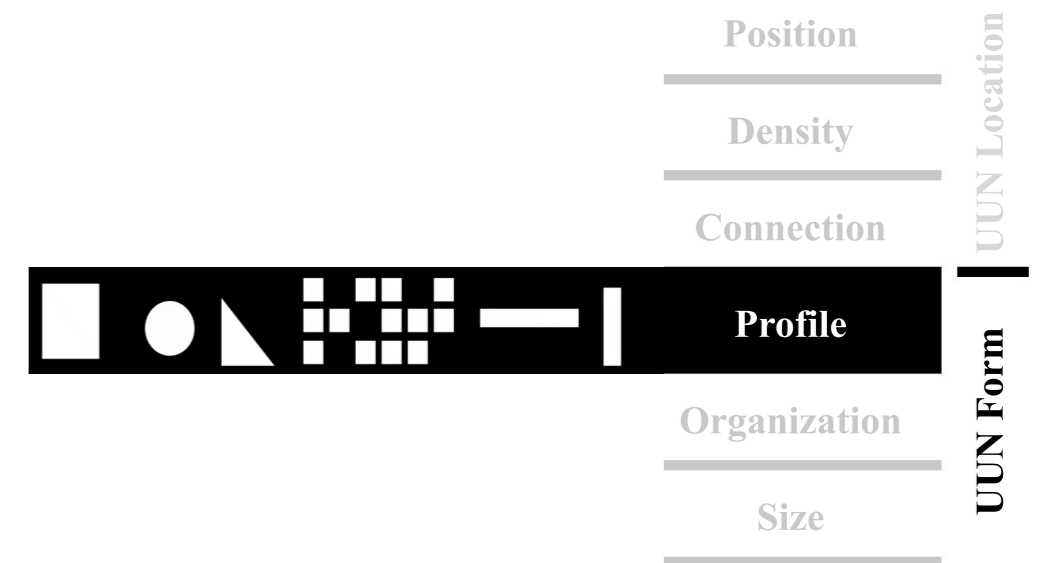 Position
Density
Connection
Profile
Organization
Size
UUN Location
UUN Form